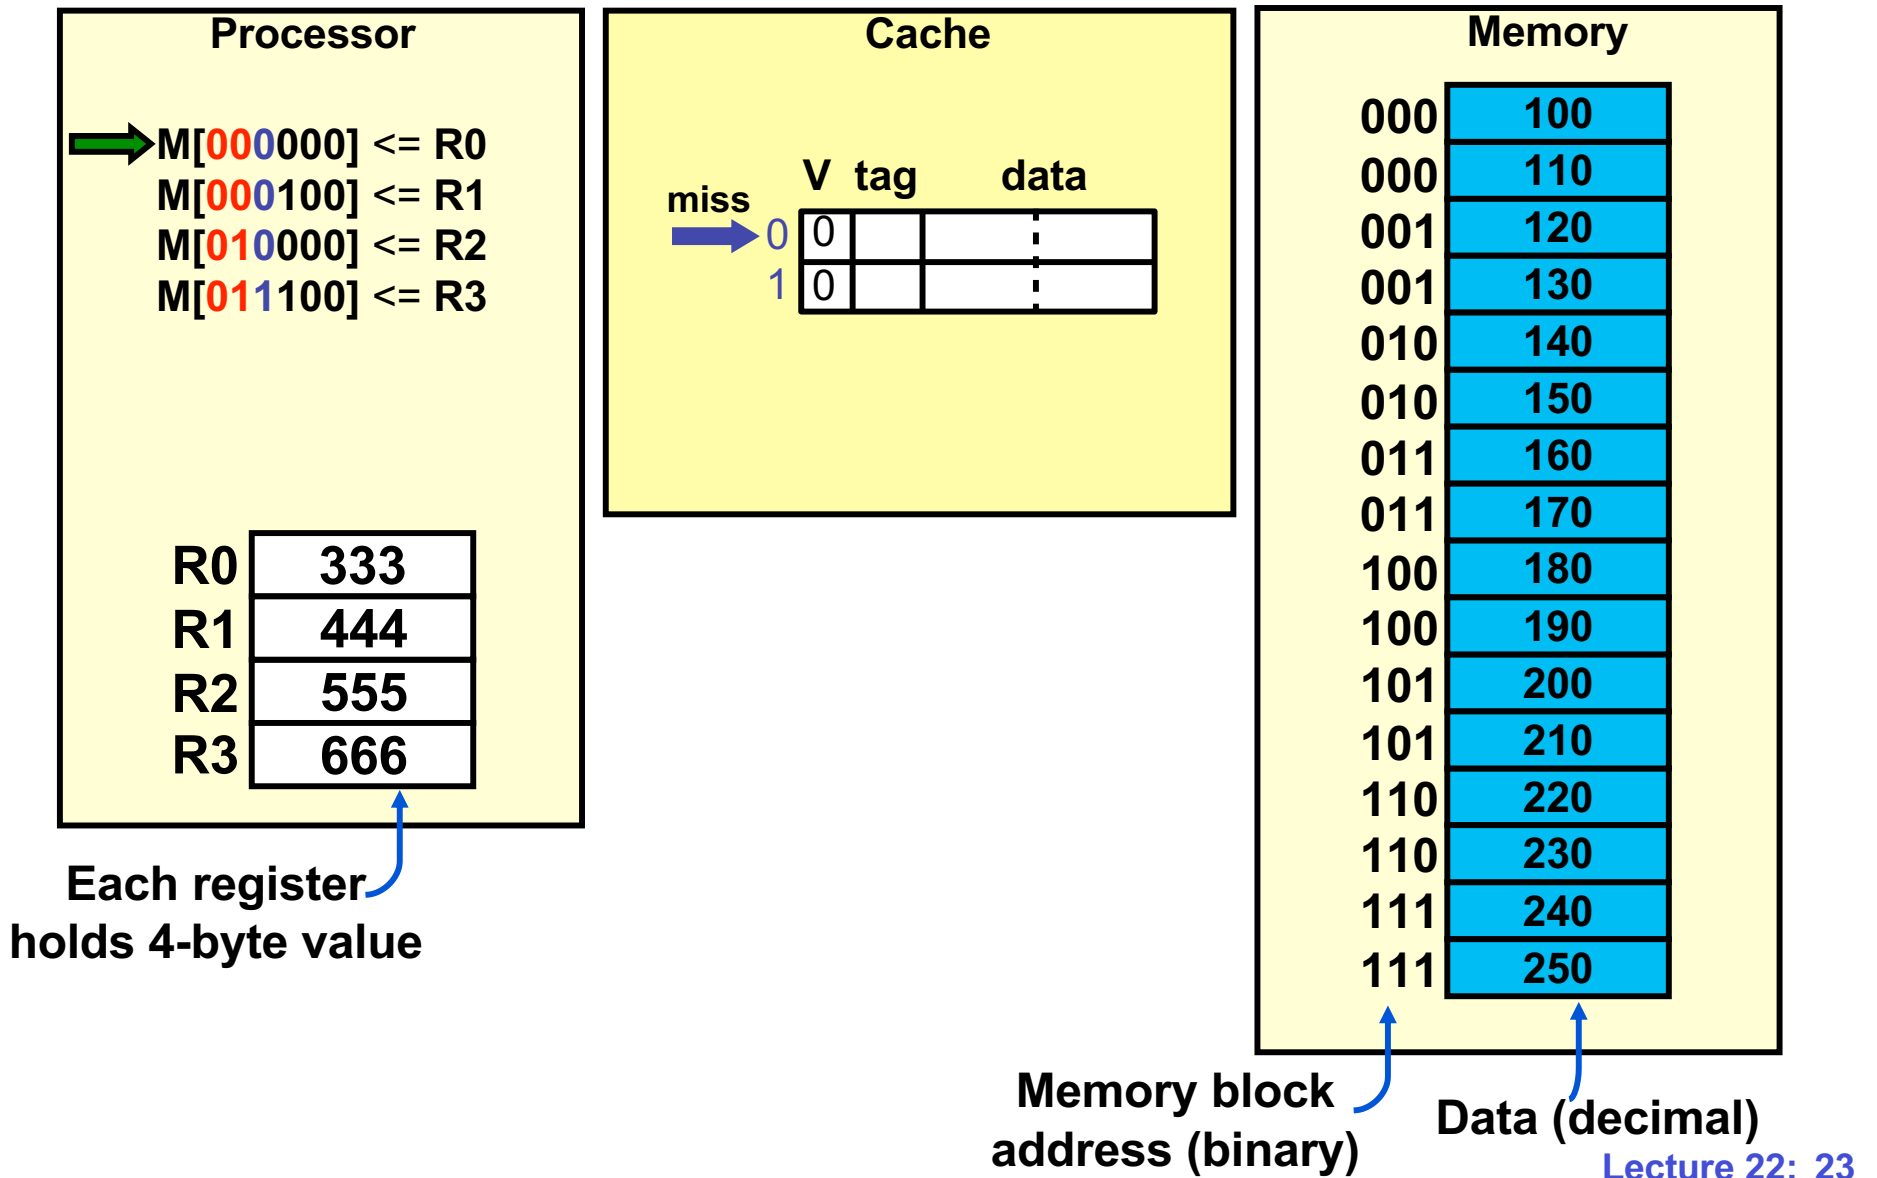 Processor
M[000000] <= R0
M[000100] <= R1
M[010000] <= R2
M[011100] <= R3
R0 333
R1 444
R2 555
R3 666
Each register
holds 4-byte value
Cache
V tag data
miss
0 0
1 0
Memory
000 100
000 110
001 120
001 130
010 140
010 150
011 160
011 170
100 180
100 190
101 200
101 210
110 220
110 230
111 240
111 250
Memory block
address (binary)
Data (decimal)
Lecture 22: 23